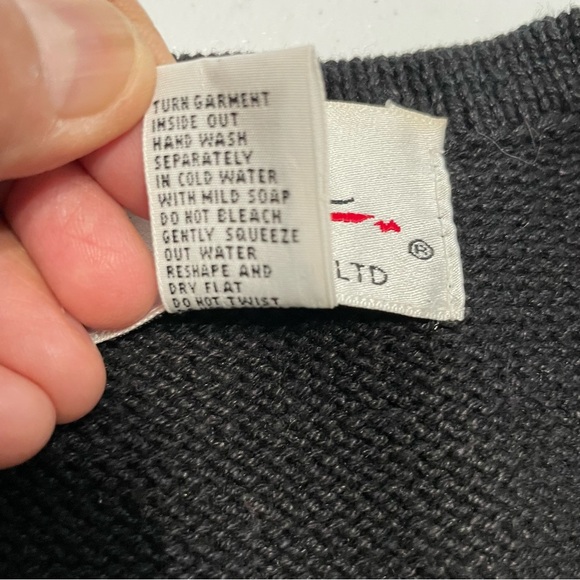 TURN GARMENT
INSIDE OUT
HAND WASH
SEPARATELY
IN COLD WATER
WITH MILD SOAP
DO NOT BLEACH
GENTLY SQUEEZE
OUT WATER
RESHAPE AND
DRY FLAT
DO NOT TWIST
®
LTD